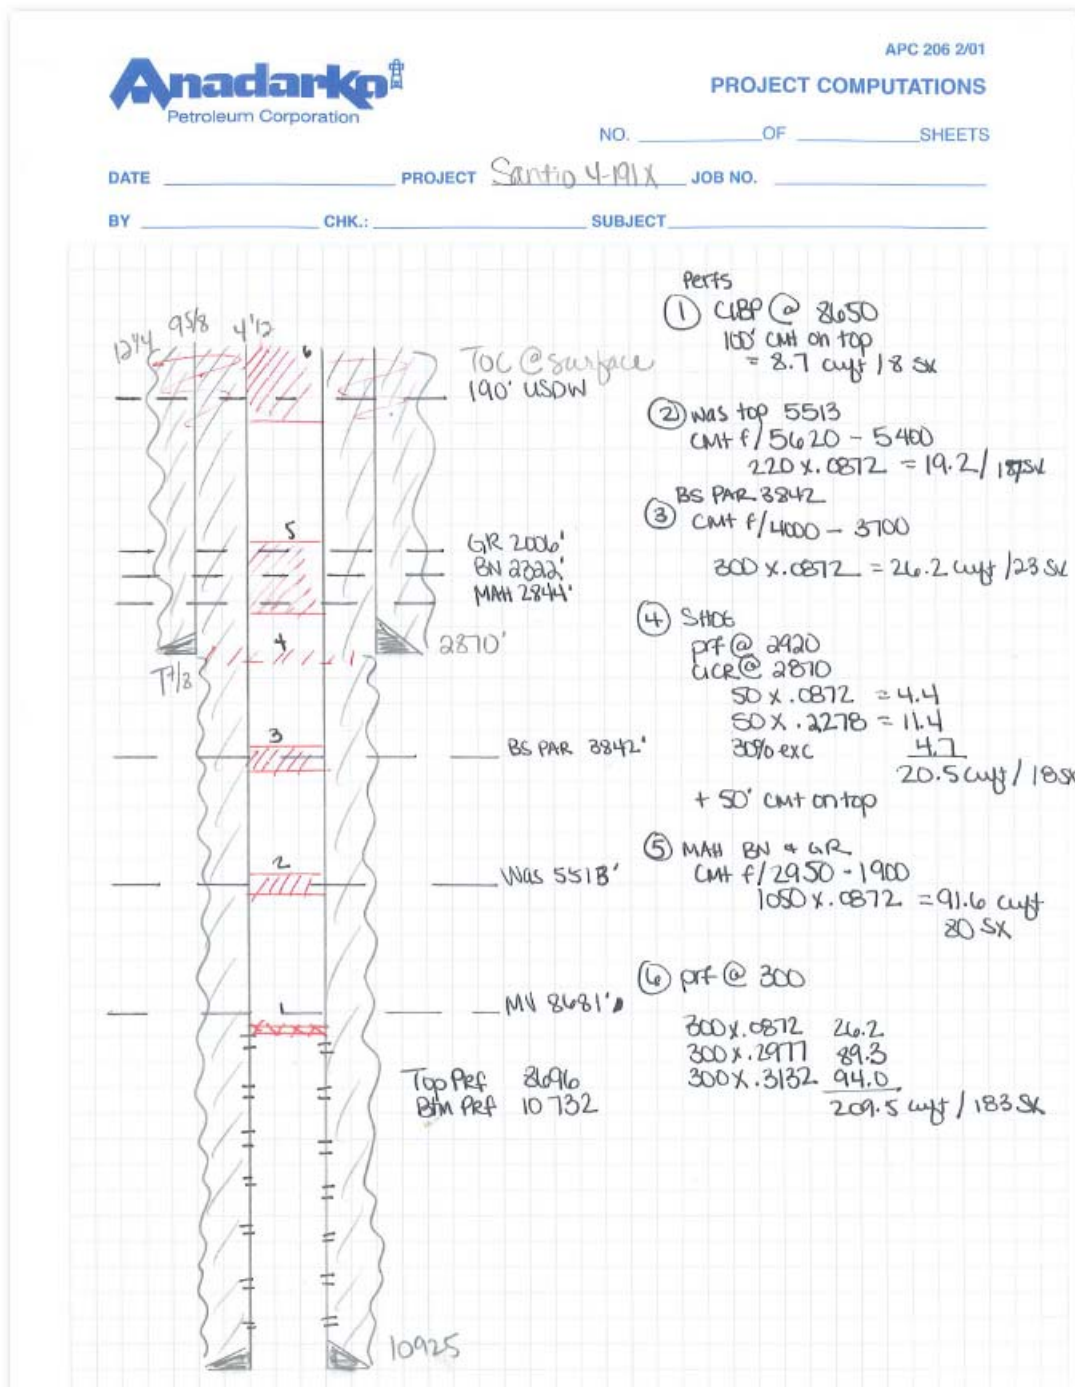 APC 206 2/01
Anadarko
Petroleum Corporation
PROJECT COMPUTATIONS
NO. OF SHEETS
DATE PROJECT 4-191X JOB NO.
BY CHK.: SUBJECT
12 1/4
9 5/8
4 1/2
6
TOC @ surface
190' USDW
5
GR 2006'
BN 2322'
MAH 2844'
4
2870'
7 7/8
3
BS PAR 3842'
2
Was 5513'
1
MV 8681'
Top Prf 8696
Btm Prf 10732
10925
Perfs
① CIBP @ 8650
100' cmt on top
= 8.7 cuft / 8 sx
② Was top 5513
cmt f/5620 - 5400
220 x .0872 = 19.2 / sx
BS PAR 3842
③ cmt f/4000 - 3700
300 x .0872 = 26.2 cuft /23 sx
④ SHOE
prf @ 2920
CICR @ 2870
50 x .0872 = 4.4
50 x .2278 = 11.4
30% exc 4.7
20.5 cuft / 18 sx
+ 50' cmt on top
⑤ MAH BN & GR
cmt f/2950 - 1900
1050 x .0872 = 91.6 cuft
80 SX
⑥ prf @ 300
300 x .0872 26.2
300 x .2977 89.3
300 x .3132 94.0
209.5 cuft / 183 sx